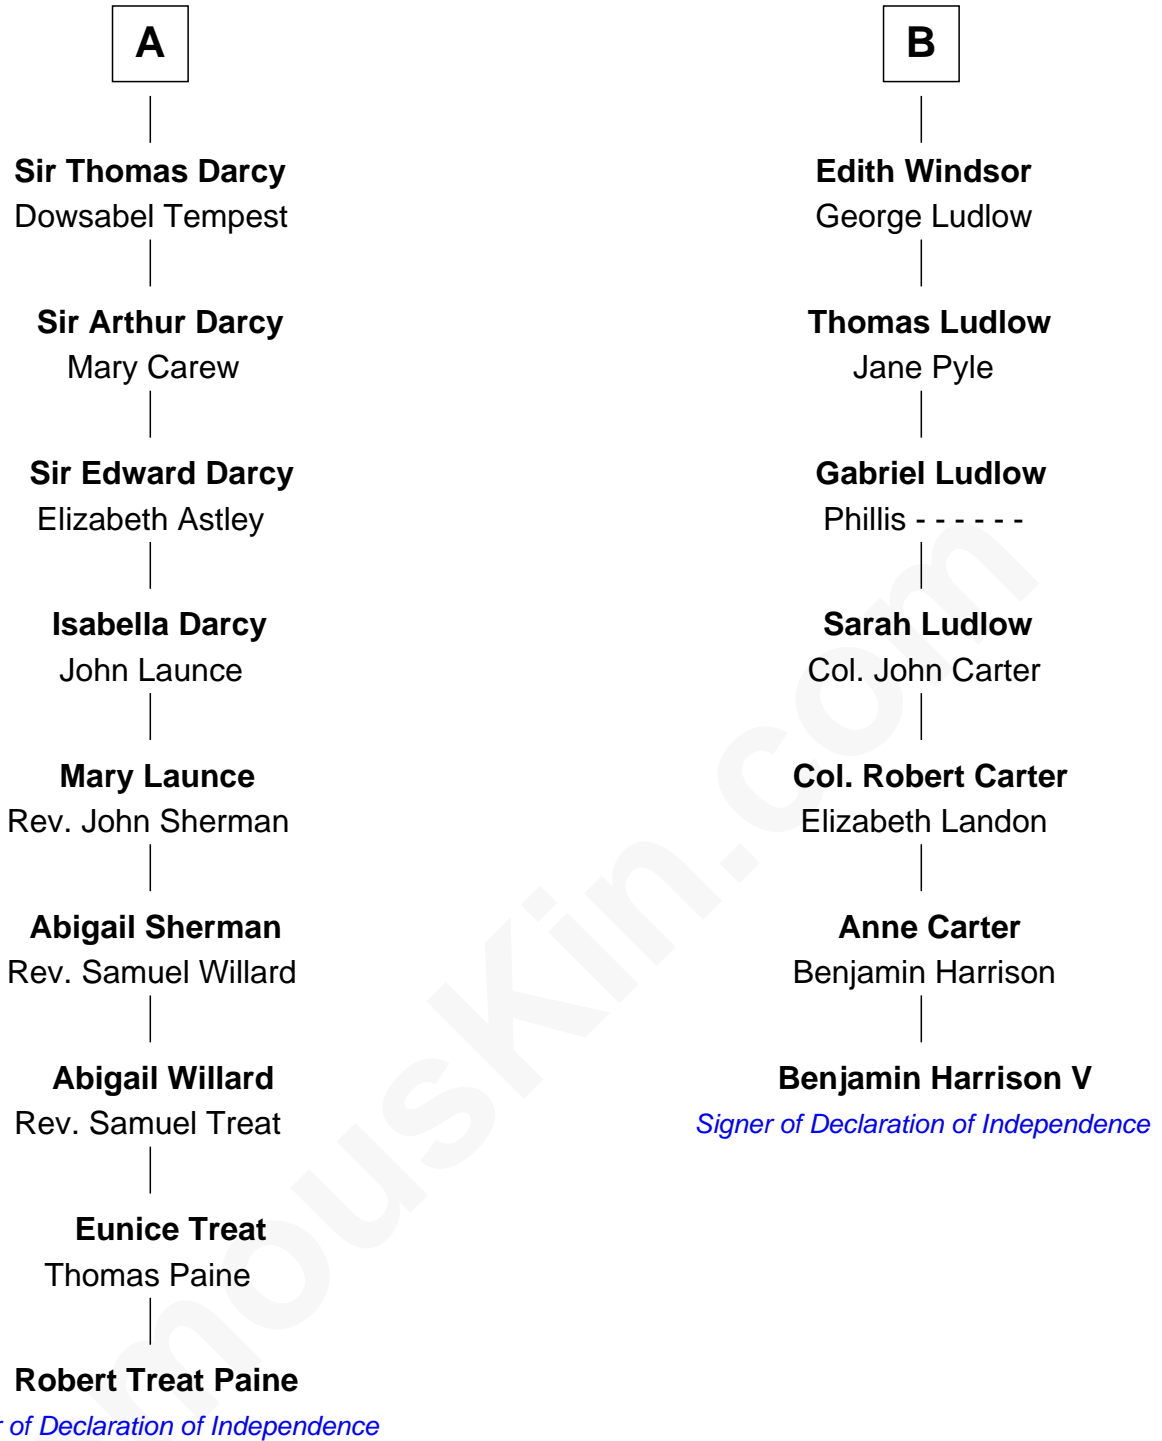 A
Sir Thomas Darcy
Dowsabel Tempest
Sir Arthur Darcy
Mary Carew
Sir Edward Darcy
Elizabeth Astley
Isabella Darcy
John Launce
Mary Launce
Rev. John Sherman
Abigail Sherman
Rev. Samuel Willard
Abigail Willard
Rev. Samuel Treat
Eunice Treat
Thomas Paine
Robert Treat Paine
r of Declaration of Independence
B
Edith Windsor
George Ludlow
Thomas Ludlow
Jane Pyle
Gabriel Ludlow
Phillis - - - - - -
Sarah Ludlow
Col. John Carter
Col. Robert Carter
Elizabeth Landon
Anne Carter
Benjamin Harrison
Benjamin Harrison V
Signer of Declaration of Independence
mouskin.com